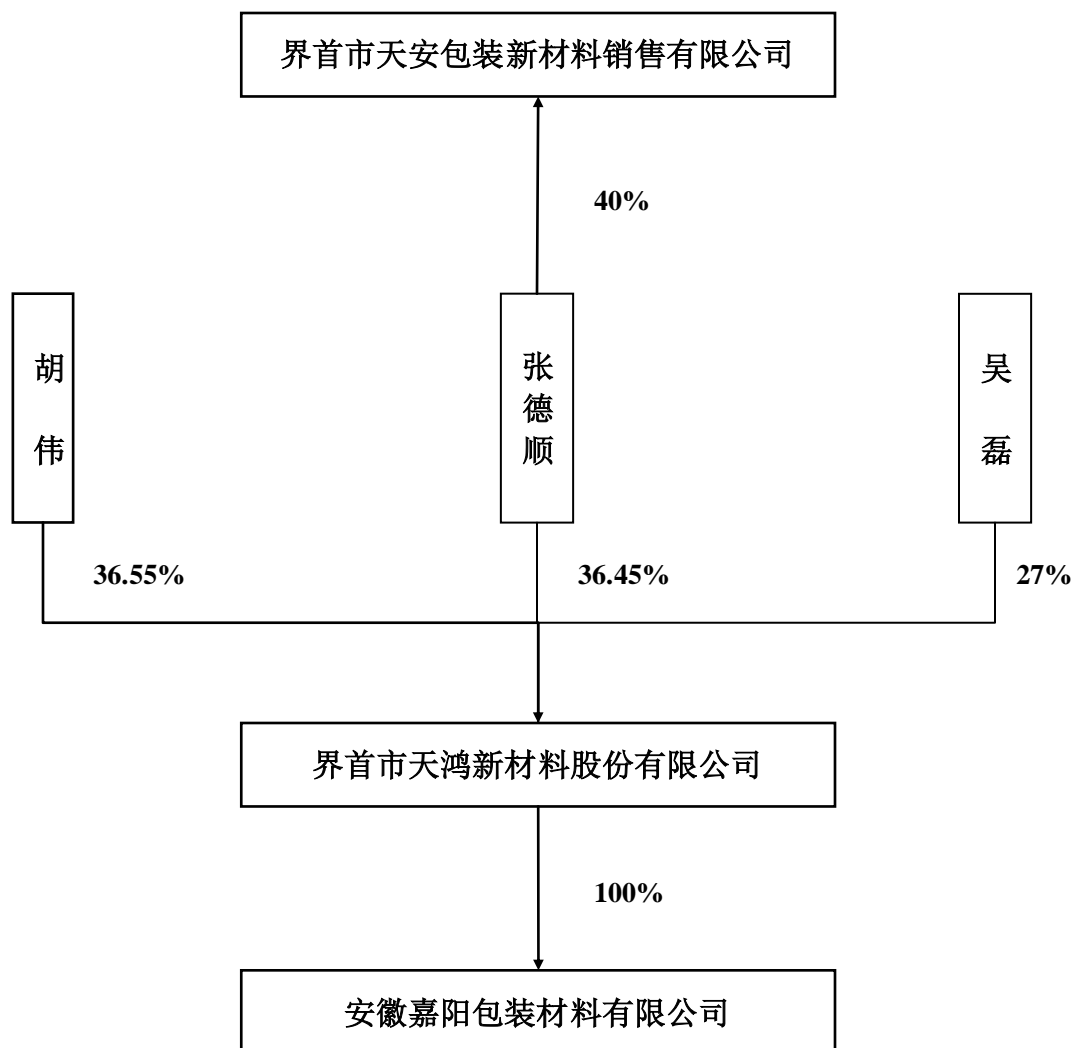 界首市天安包装新材料销售有限公司
40%
胡伟
张德顺
吴磊
36.55%
36.45%
27%
界首市天鸿新材料股份有限公司
100%
安徽嘉阳包装材料有限公司